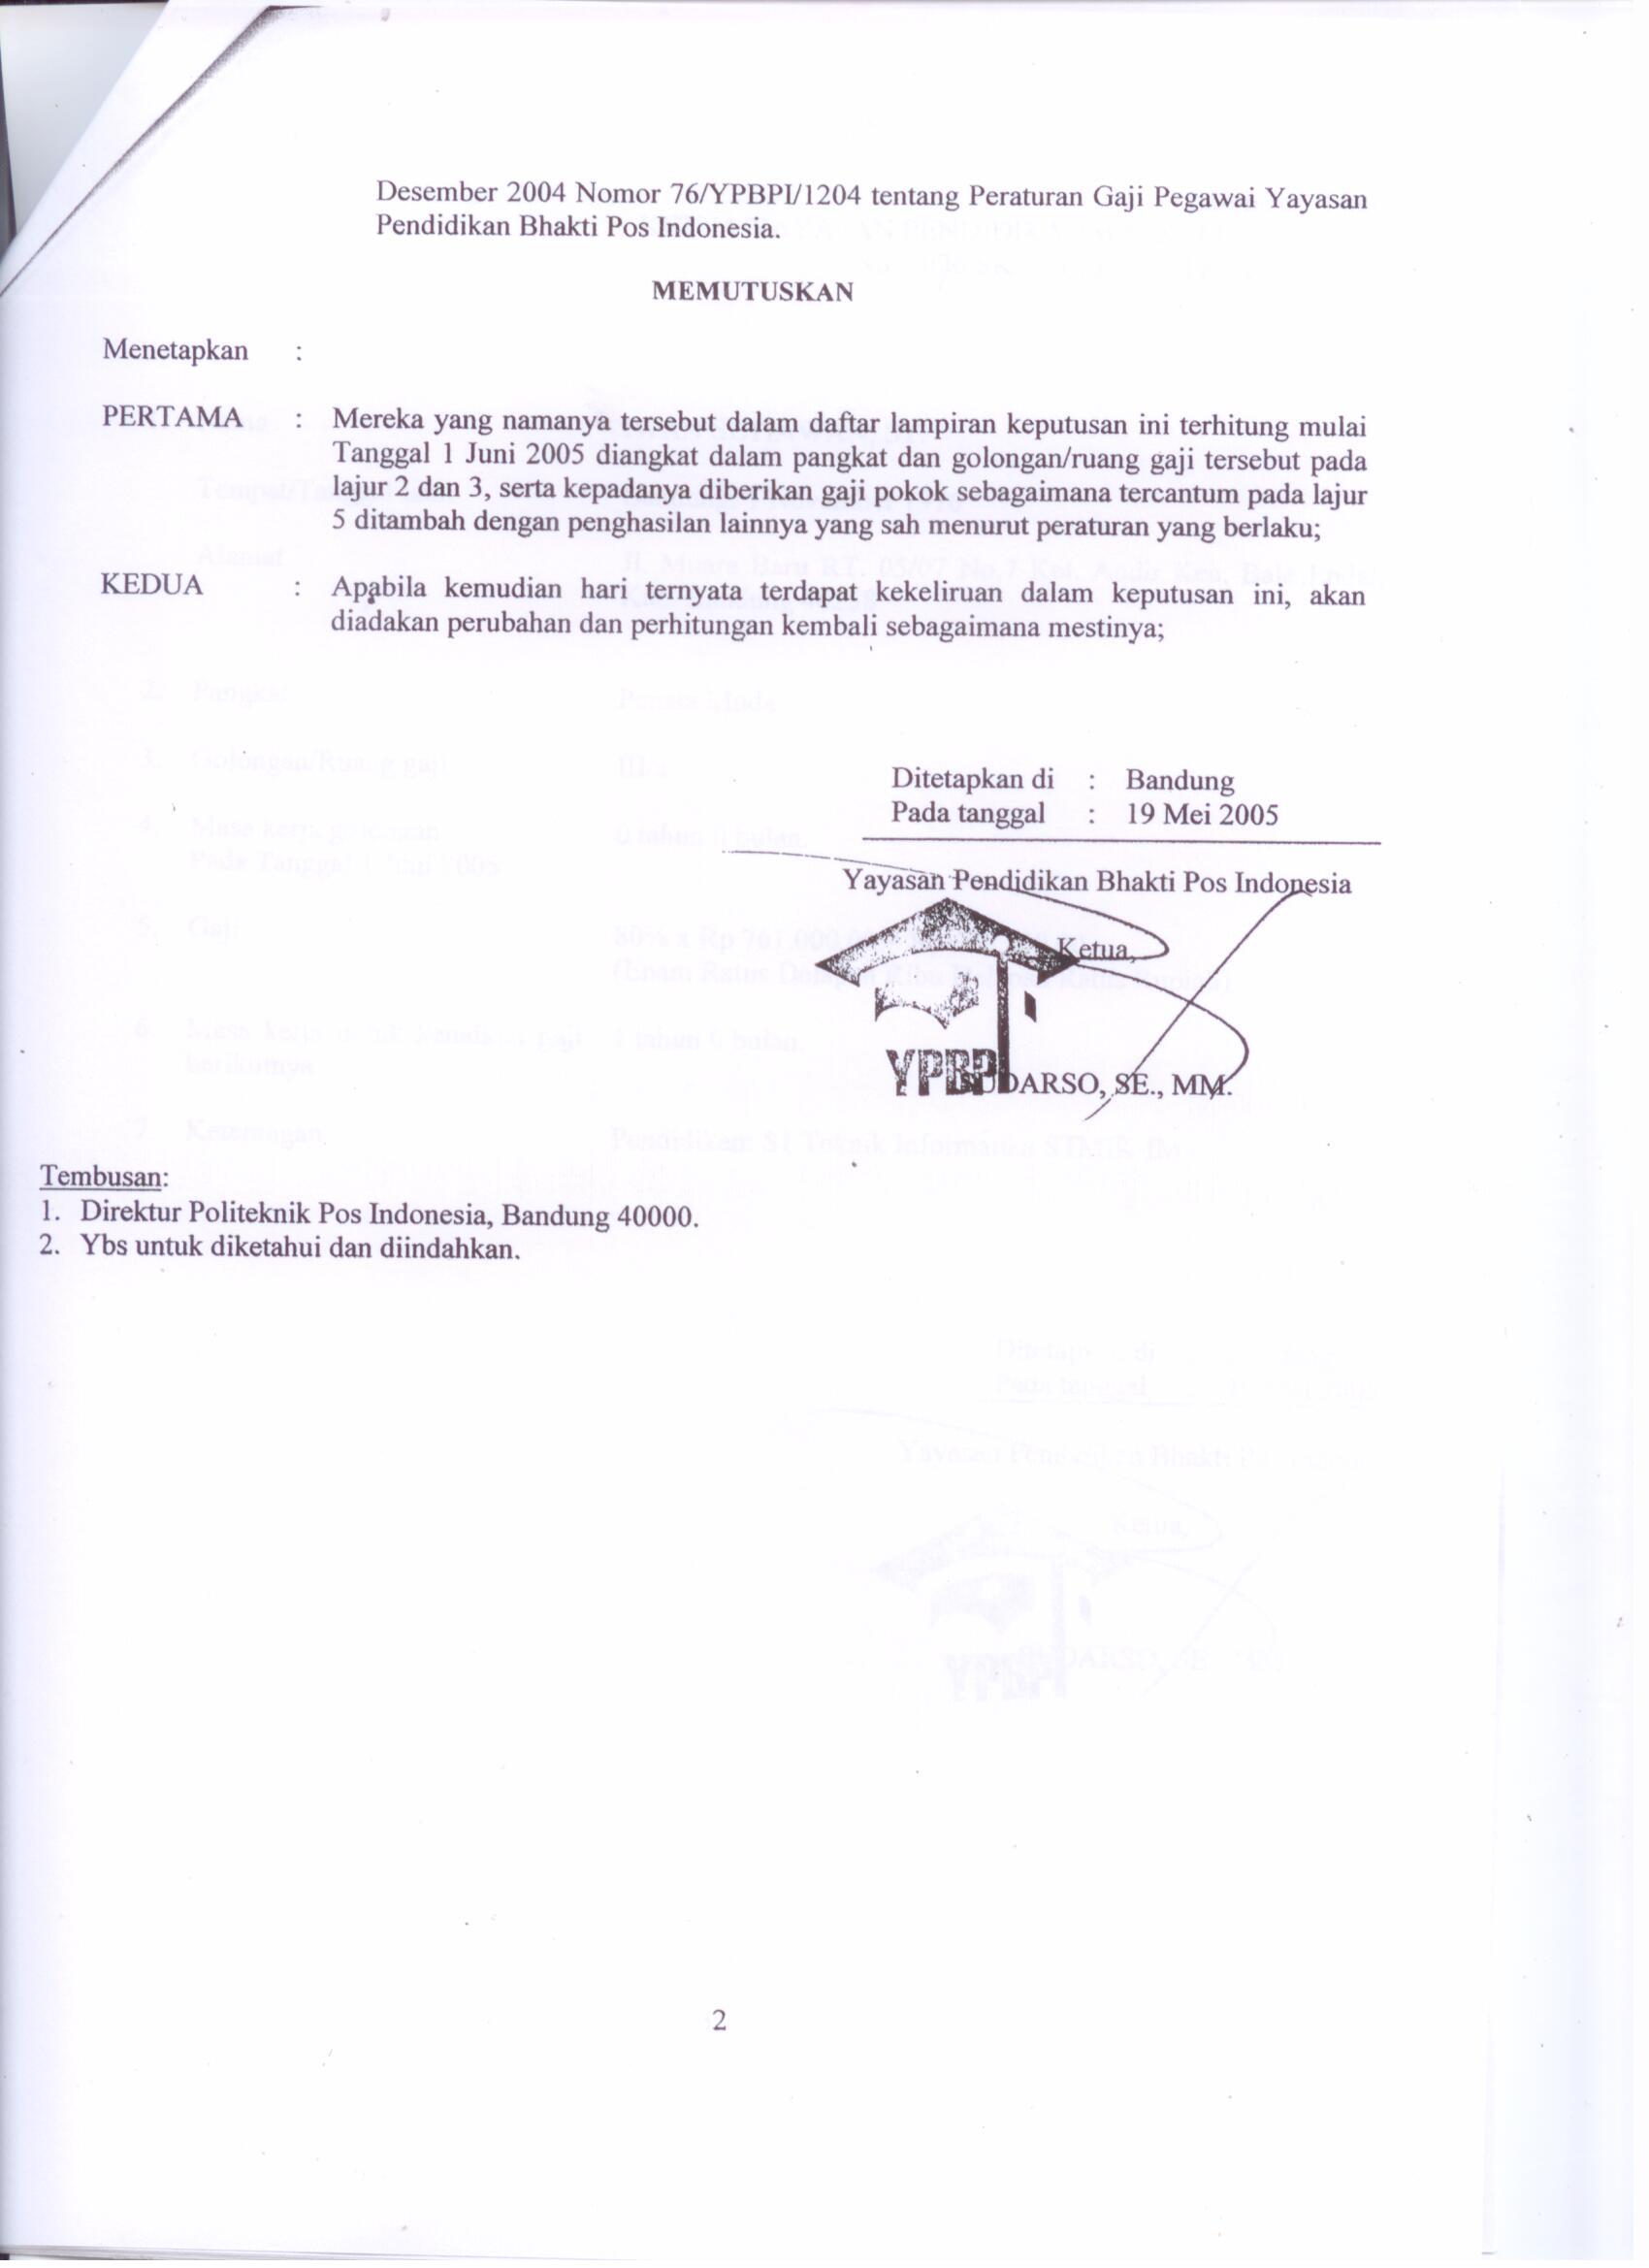 Desember 2004 Nomor 76/YPBPI/1204 tentang Peraturan Gaji Pegawai Yayasan
Pendidikan Bhakti Pos Indonesia.
MEMUTUSKAN
Menetapkan :
PERTAMA : Mereka yang namanya tersebut dalam daftar lampiran keputusan ini terhitung mulai
Tanggal 1 Juni 2005 diangkat dalam pangkat dan golongan/ruang gaji tersebut pada
lajur 2 dan 3, serta kepadanya diberikan gaji pokok sebagaimana tercantum pada lajur
5 ditambah dengan penghasilan lainnya yang sah menurut peraturan yang berlaku;
KEDUA : Apabila kemudian hari ternyata terdapat kekeliruan dalam keputusan ini, akan
diadakan perubahan dan perhitungan kembali sebagaimana mestinya;
Ditetapkan di : Bandung
Pada tanggal : 19 Mei 2005
Yayasan Pendidikan Bhakti Pos Indonesia
Ketua,
YPBPI
SUDARSO, SE., MM.
Tembusan:
1. Direktur Politeknik Pos Indonesia, Bandung 40000.
2. Ybs untuk diketahui dan diindahkan.
2